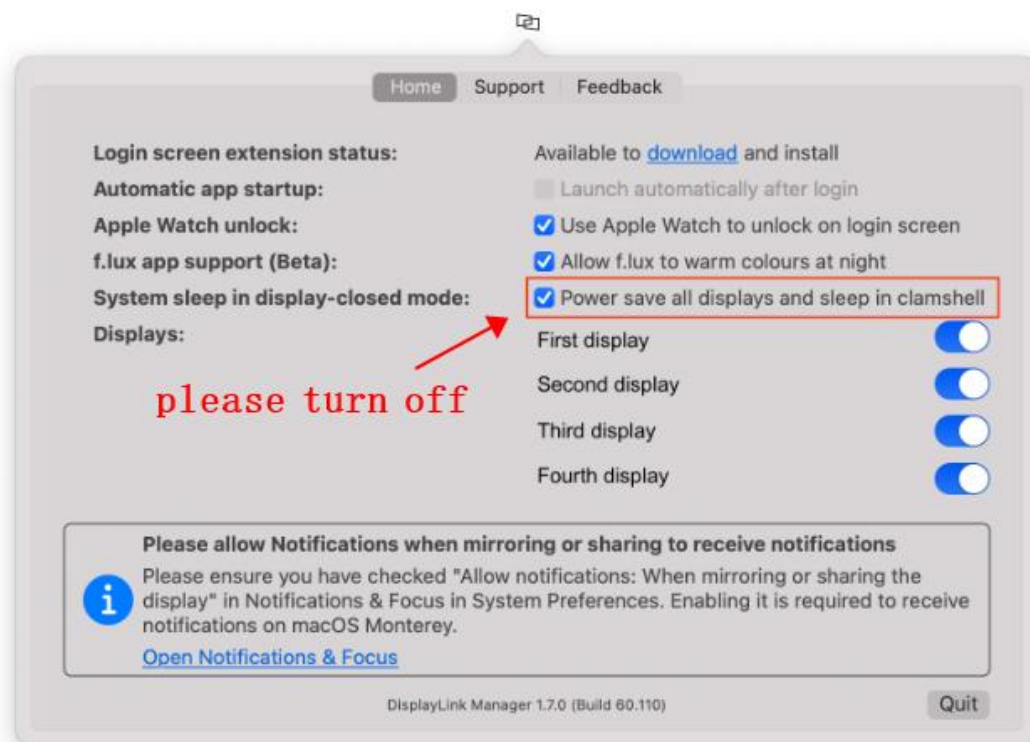 Home Support Feedback
Login screen extension status: Available to download and install
Automatic app startup: Launch automatically after login
Apple Watch unlock: Use Apple Watch to unlock on login screen
f.lux app support (Beta): Allow f.lux to warm colours at night
System sleep in display-closed mode: Power save all displays and sleep in clamshell
Displays: First display
Second display
please turn off
Third display
Fourth display
Please allow Notifications when mirroring or sharing to receive notifications
Please ensure you have checked "Allow notifications: When mirroring or sharing the
display" in Notifications & Focus in System Preferences. Enabling it is required to receive
notifications on macOS Monterey.
Open Notifications & Focus
DisplayLink Manager 1.7.0 (Build 60.110) Quit